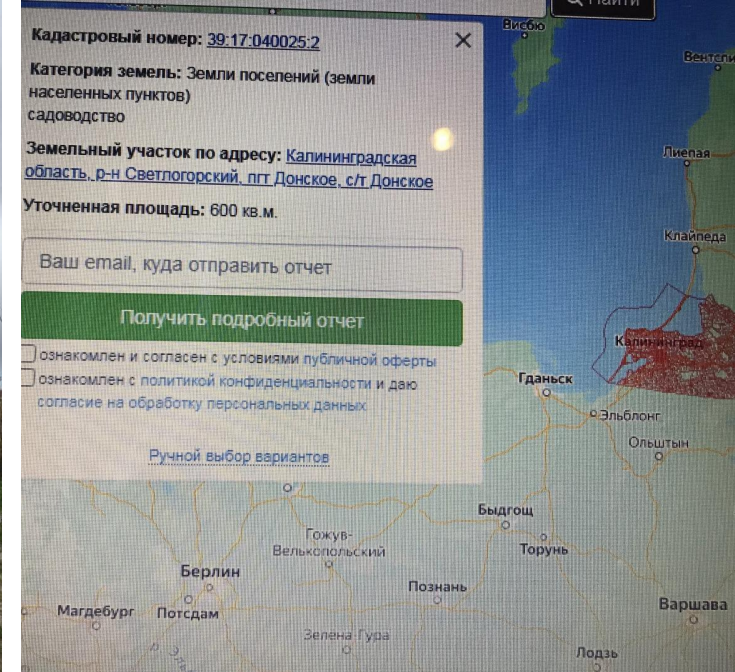 Найти
Висбю
Кадастровый номер: 39:17:040025:2
Категория земель: Земли поселений (земли
населенных пунктов)
садоводство
Земельный участок по адресу: Калининградская
область, р-н Светлогорский, пгт Донское, с/т Донское
Уточненная площадь: 600 кв.м.
Ваш email, куда отправить отчет
Получить подробный отчет
ознакомлен и согласен с условиями публичной оферты
ознакомлен с политикой конфиденциальности и даю
согласие на обработку персональных данных
Ручной выбор вариантов
Лиепая
Клайпеда
Калининград
Гданьск
Эльблонг
Ольштын
Быдгощ
Гожув-
Велькопольский
Торунь
Берлин
Познань
Магдебург
Потсдам
Варшава
Зелена-Гура
Лодзь